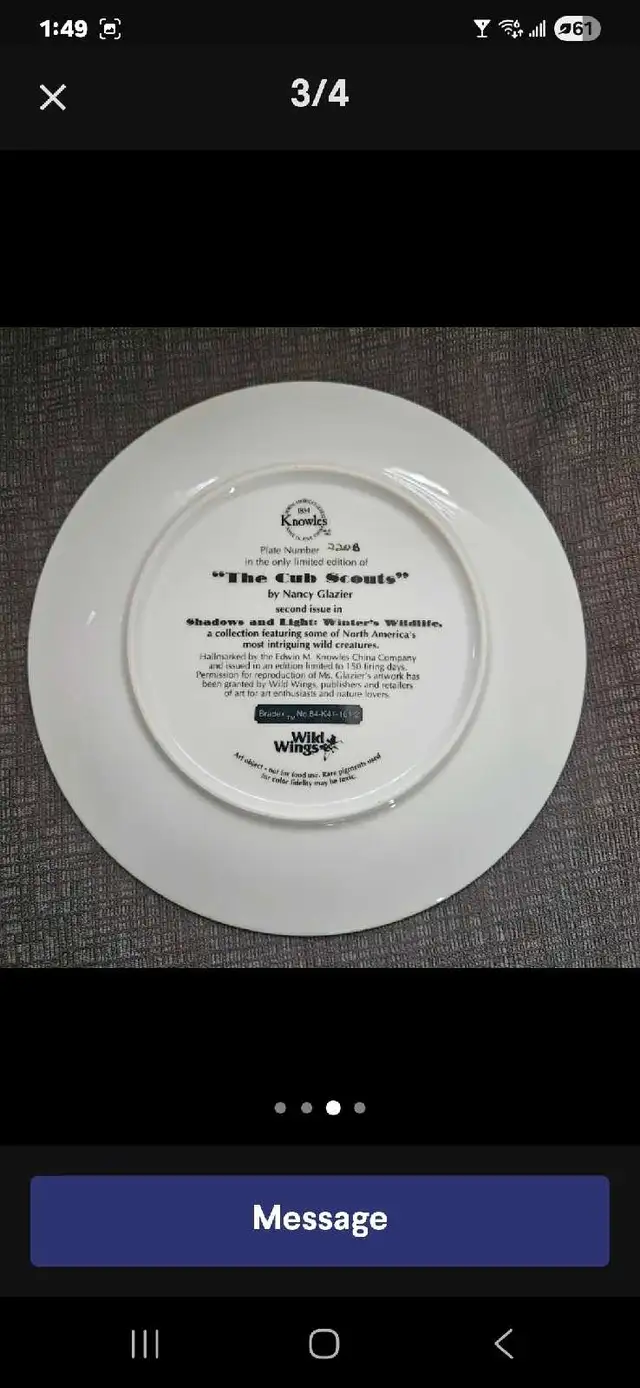 1:49
61
3/4
1854
Knowles
Plate Number
in the only limited edition of
"The Cub Scouts"
by Nancy Glazier
second issue in
Shadows and Light: Winter's Wildlife,
a collection featuring some of North America's
most intriguing wild creatures.
Hallmarked by the Edwin M. Knowles China Company
and issued in an edition limited to 150 firing days.
Permission for reproduction of Ms. Glazier's artwork has
been granted by Wild Wings, publishers and retailers
of art for art enthusiasts and nature lovers.
Bradex TM No.84-K41-
Wild
Wings
Art object - not for food use. Rare pigments used
for color fidelity may be toxic.
Message